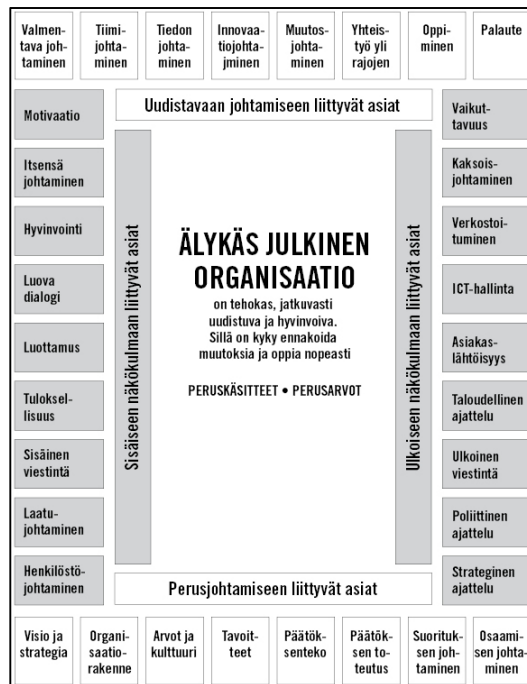 Valmen-
tava joh-
taminen
Tiimi-
johta-
minen
Tiedon
johta-
minen
Innova-
atiojohta-
jminen
Muutos-
johta-
minen
Yhteis-
työ yli
rajojen
Oppi-
minen
Palaute
Uudistavaan johtamiseen liittyvät asiat
Motivaatio
Itsensä
johtaminen
Hyvinvointi
Luova
dialogi
Luottamus
Tuloksel-
lisuus
Sisäinen
viestintä
Laatu-
johtaminen
Henkilöstö-
johtaminen
Sisäiseen näkökulmaan liittyvät asiat
ÄLYKÄS JULKINEN
ORGANISAATIO
on tehokas, jatkuvasti
uudistuva ja hyvinvoiva.
Sillä on kyky ennakoida
muutoksia ja oppia nopeasti
PERUSKÄSITTEET • PERUSARVOT
Ulkoiseen näkökulmaan liittyvät asiat
Vaikut-
tavuus
Kaksois-
johtaminen
Verkostoi-
tuminen
ICT-hallinta
Asiakas-
lähtöisyys
Taloudellinen
ajattelu
Ulkoinen
viestintä
Poliittinen
ajattelu
Strateginen
ajattelu
Perusjohtamiseen liittyvät asiat
Visio ja
strategia
Organi-
saatio-
rakenne
Arvot ja
kulttuuri
Tavoit-
teet
Päätök-
senteko
Päätök-
sen to-
teutus
Suorituk-
sen joh-
taminen
Osaami-
sen johta-
minen